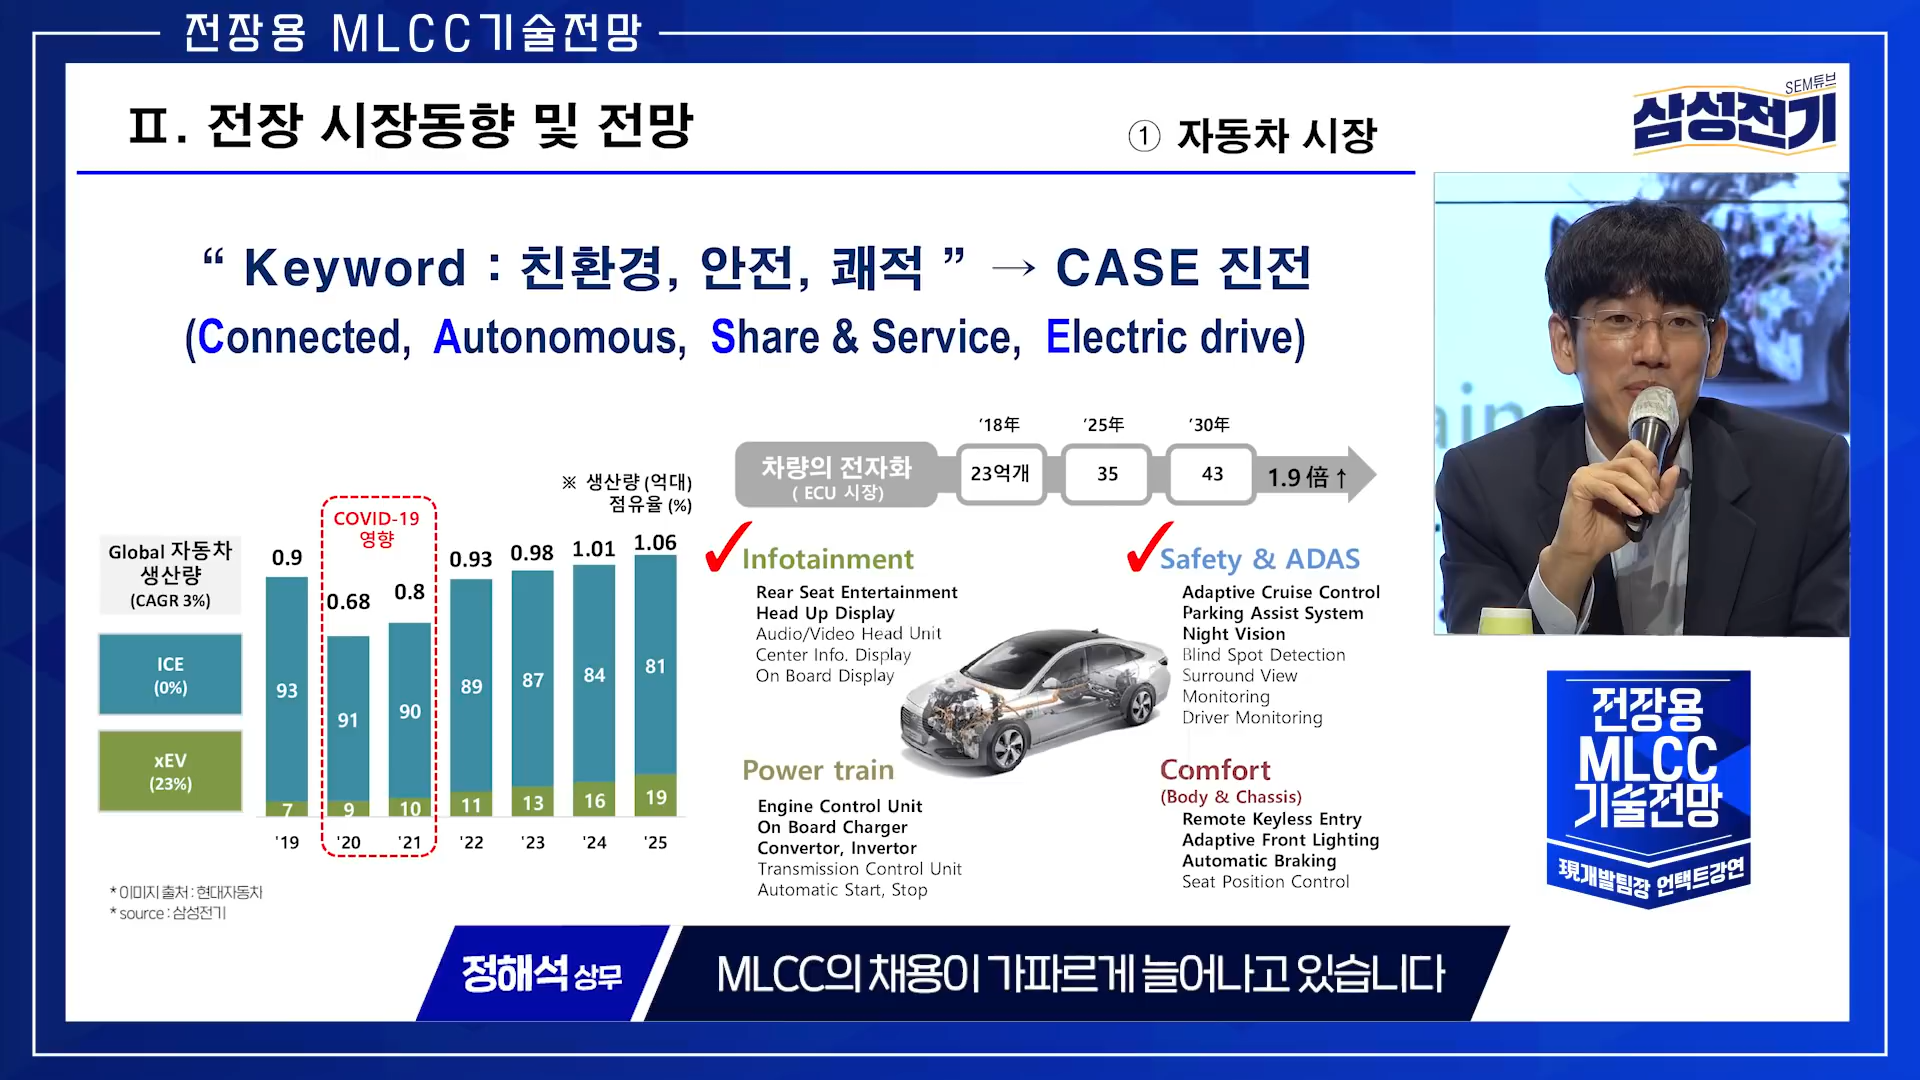 전장용 MLCC기술전망
SEM튜브
삼성전기
Ⅱ. 전장 시장동향 및 전망
① 자동차 시장
“ Keyword : 친환경, 안전, 쾌적 ” → CASE 진전
(Connected, Autonomous, Share & Service, Electric drive)
'18年 '25年 '30年
차량의 전자화
( ECU 시장)
23억개 35 43 1.9 倍↑
※ 생산량 (억대)
점유율 (%)
COVID-19
영향
Global 자동차
생산량
(CAGR 3%)
ICE
(0%)
xEV
(23%)
0.9 0.68 0.8 0.93 0.98 1.01 1.06
93 91 90 89 87 84 81
7 9 10 11 13 16 19
'19 '20 '21 '22 '23 '24 '25
* 이미지 출처 : 현대자동차
* source : 삼성전기
Infotainment
Rear Seat Entertainment
Head Up Display
Audio/Video Head Unit
Center Info. Display
On Board Display
Safety & ADAS
Adaptive Cruise Control
Parking Assist System
Night Vision
Blind Spot Detection
Surround View
Monitoring
Driver Monitoring
Power train
Engine Control Unit
On Board Charger
Convertor, Invertor
Transmission Control Unit
Automatic Start, Stop
Comfort
(Body & Chassis)
Remote Keyless Entry
Adaptive Front Lighting
Automatic Braking
Seat Position Control
ain
전장용
MLCC
기술전망
現개발팀장 언택트강연
정해석 상무
MLCC의 채용이 가파르게 늘어나고 있습니다